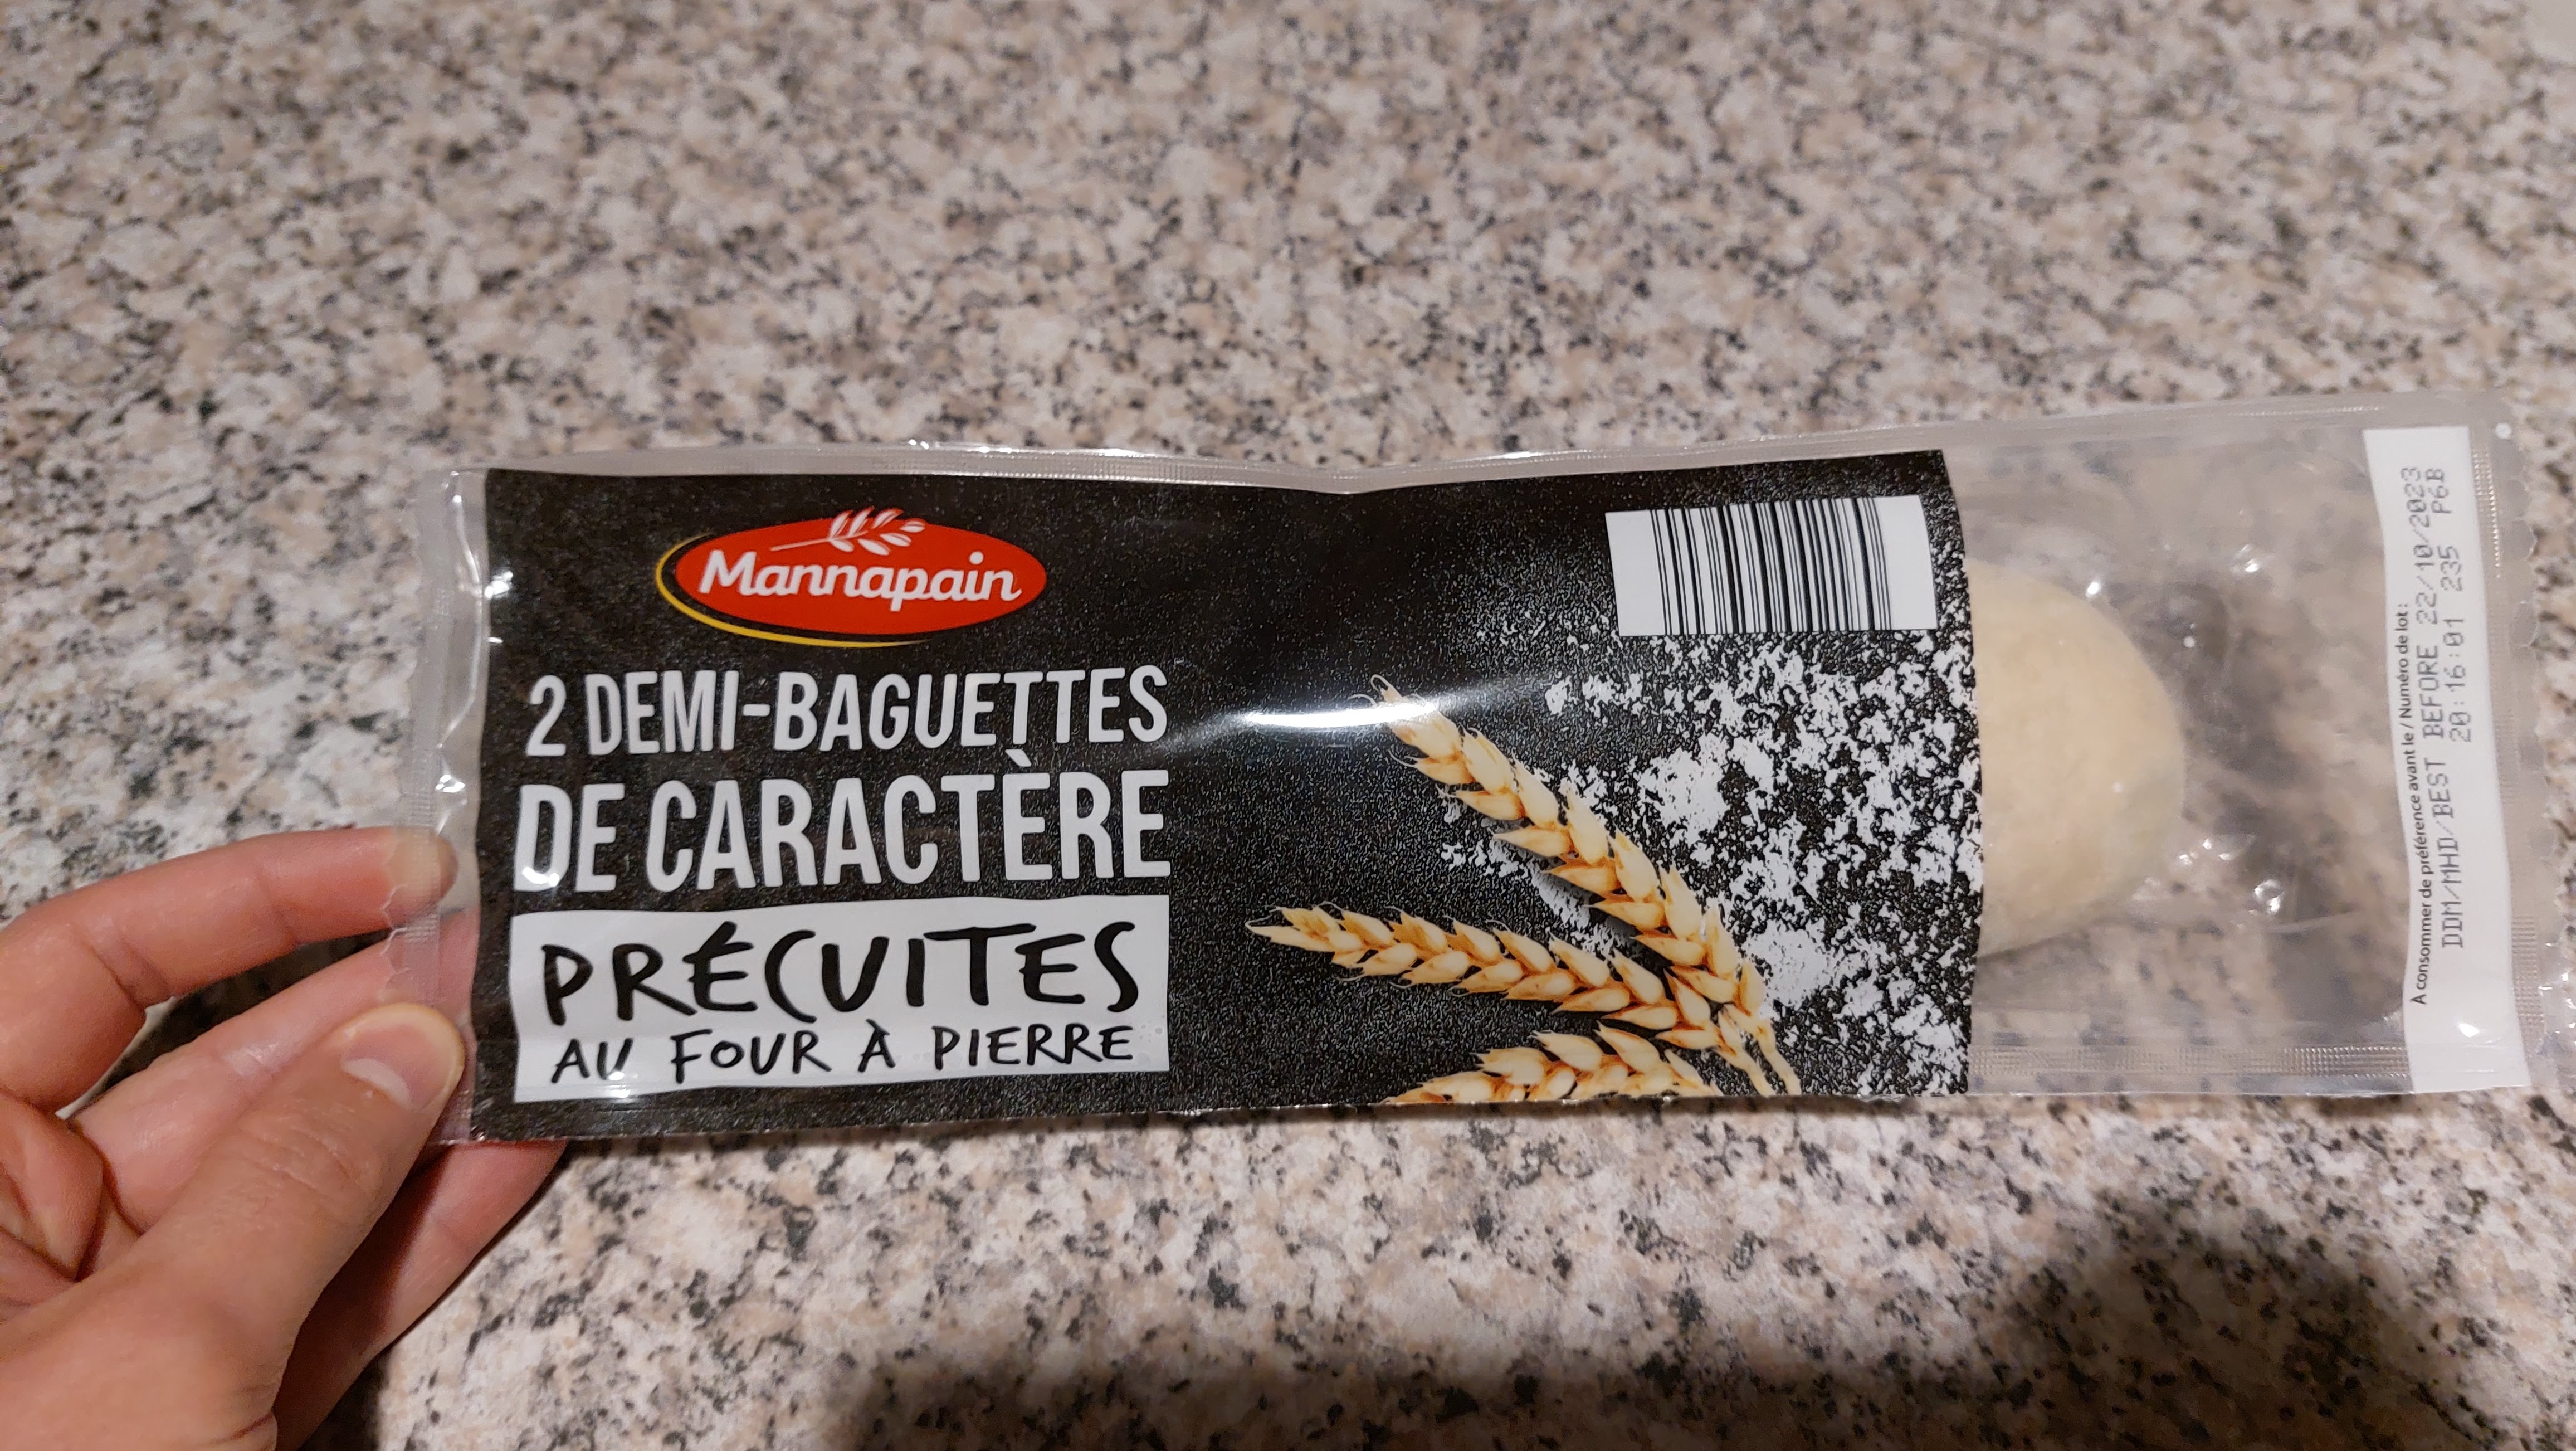 Mannapain
2 DEMI-BAGUETTES
DE CARACTÈRE
PRÉCUITES
AU FOUR À PIERRE
A consommer de préférence avant le / Numéro de lot :
DDM/MHD/BEST BEFORE 22/10/2023
20:16:01 235 P6B